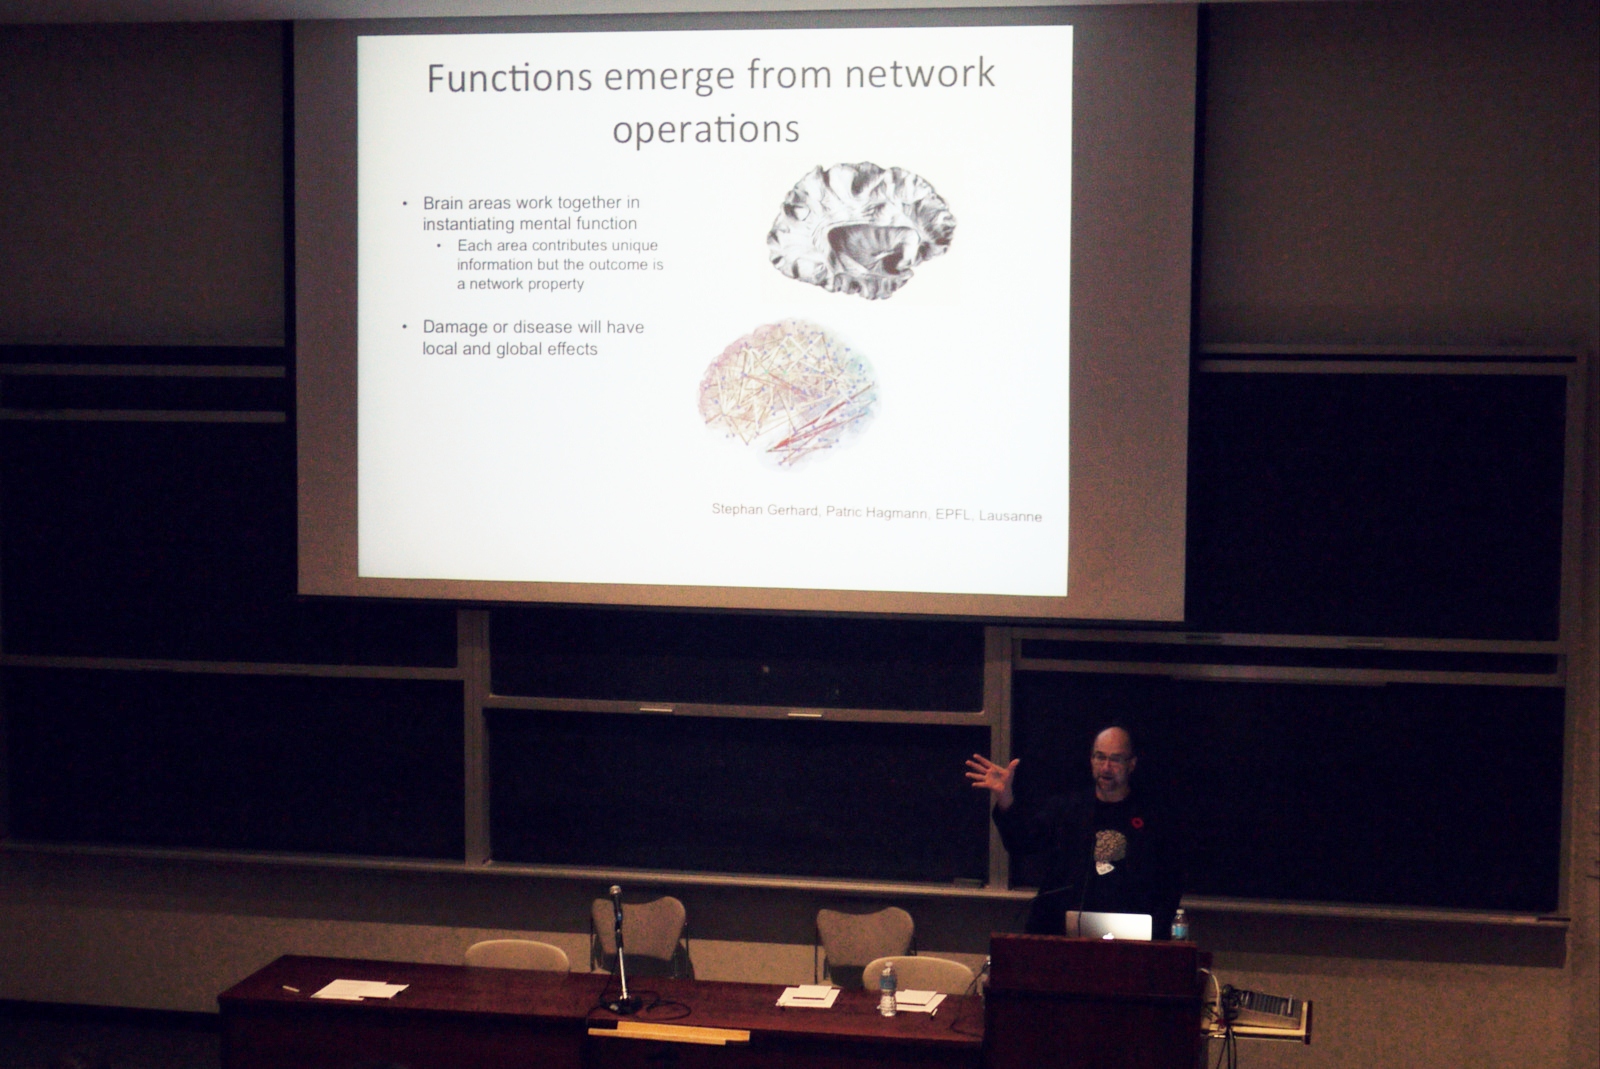 Functions emerge from network
operations
• Brain areas work together in
instantiating mental function
• Each area contributes unique
information but the outcome is
a network property
• Damage or disease will have
local and global effects
Stephan Gerhard, Patric Hagmann, EPFL, Lausanne